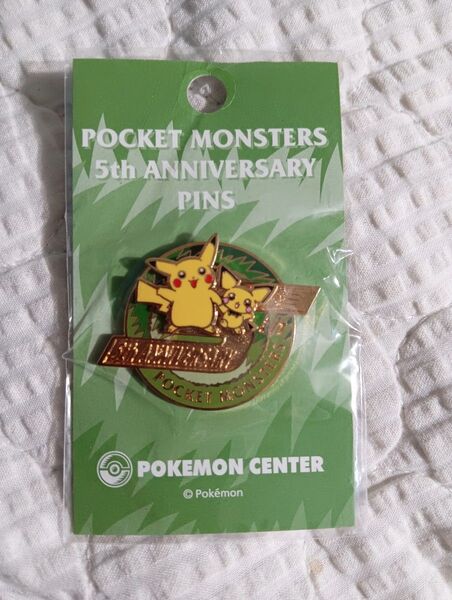 POCKET MONSTERS
5th ANNIVERSARY
PINS
POCKET MONSTERS
POKEMON CENTER
© Pokémon